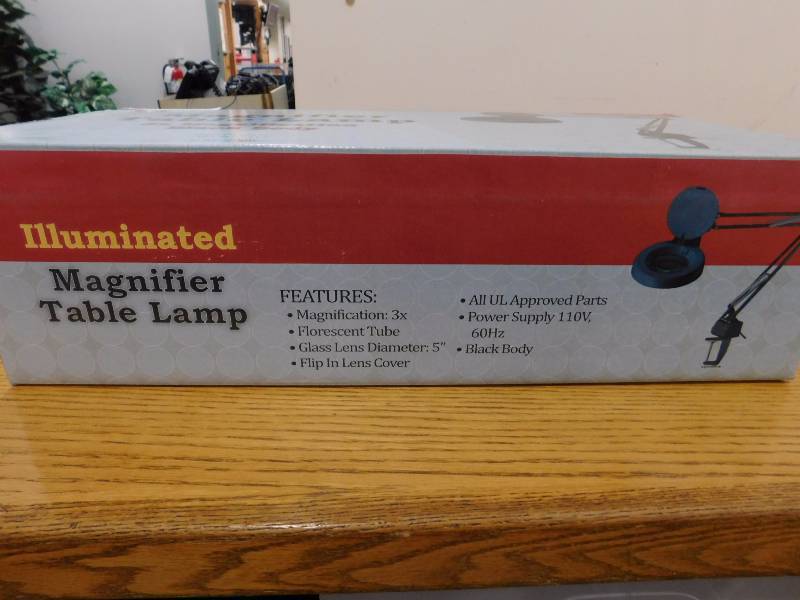 Illuminated
Magnifier
Table Lamp
FEATURES:
• Magnification: 3x
• Florescent Tube
• Glass Lens Diameter: 5"
• Flip In Lens Cover
• All UL Approved Parts
• Power Supply 110V,
60Hz
• Black Body